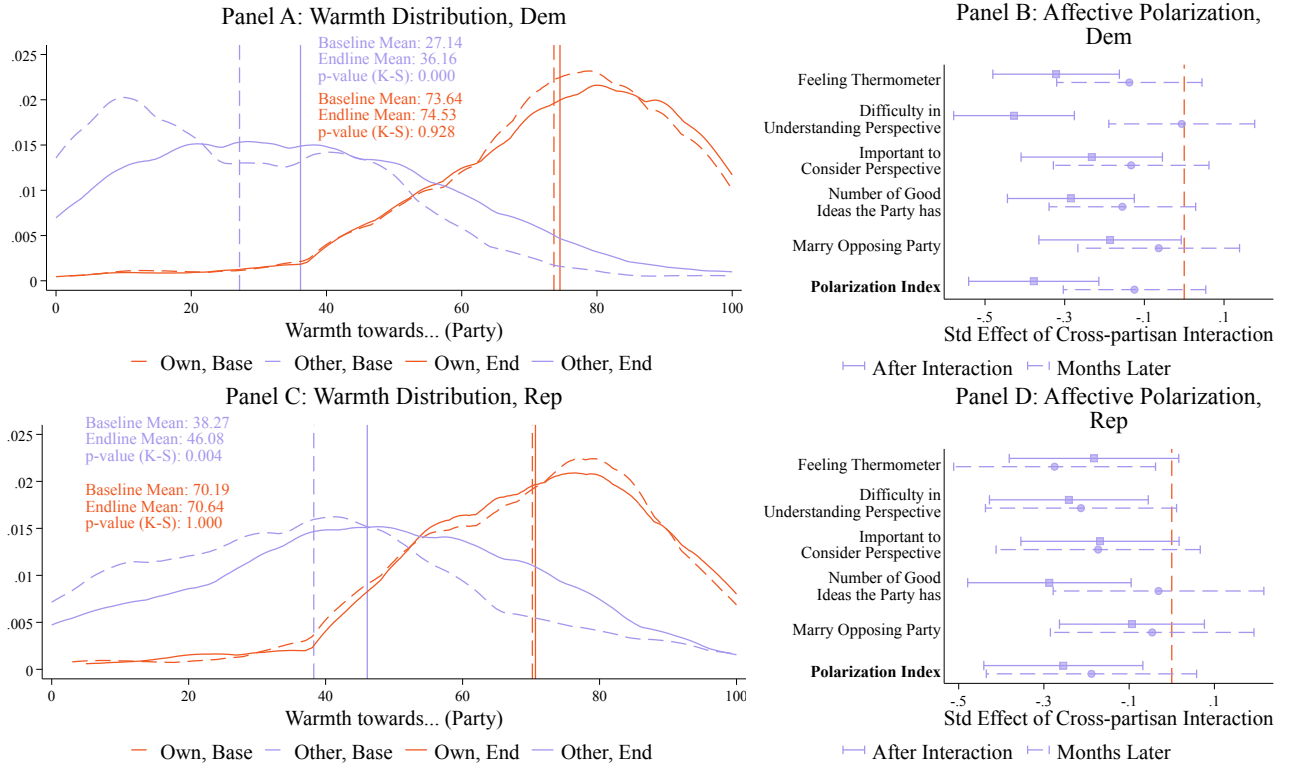 Panel A: Warmth Distribution, Dem
Baseline Mean: 27.14
Endline Mean: 36.16
p-value (K-S): 0.000
Baseline Mean: 73.64
Endline Mean: 74.53
p-value (K-S): 0.928
.025
.02
.015
.01
.005
0
0 20 40 60 80 100
Warmth towards... (Party)
Own, Base Other, Base Own, End Other, End
Panel B: Affective Polarization,
Dem
Feeling Thermometer
Difficulty in
Understanding Perspective
Important to
Consider Perspective
Number of Good
Ideas the Party has
Marry Opposing Party
Polarization Index
-.5 -.3 -.1 .1
Std Effect of Cross-partisan Interaction
After Interaction Months Later
Panel C: Warmth Distribution, Rep
Baseline Mean: 38.27
Endline Mean: 46.08
p-value (K-S): 0.004
Baseline Mean: 70.19
Endline Mean: 70.64
p-value (K-S): 1.000
.025
.02
.015
.01
.005
0
0 20 40 60 80 100
Warmth towards... (Party)
Own, Base Other, Base Own, End Other, End
Panel D: Affective Polarization,
Rep
Feeling Thermometer
Difficulty in
Understanding Perspective
Important to
Consider Perspective
Number of Good
Ideas the Party has
Marry Opposing Party
Polarization Index
-.5 -.3 -.1 .1
Std Effect of Cross-partisan Interaction
After Interaction Months Later